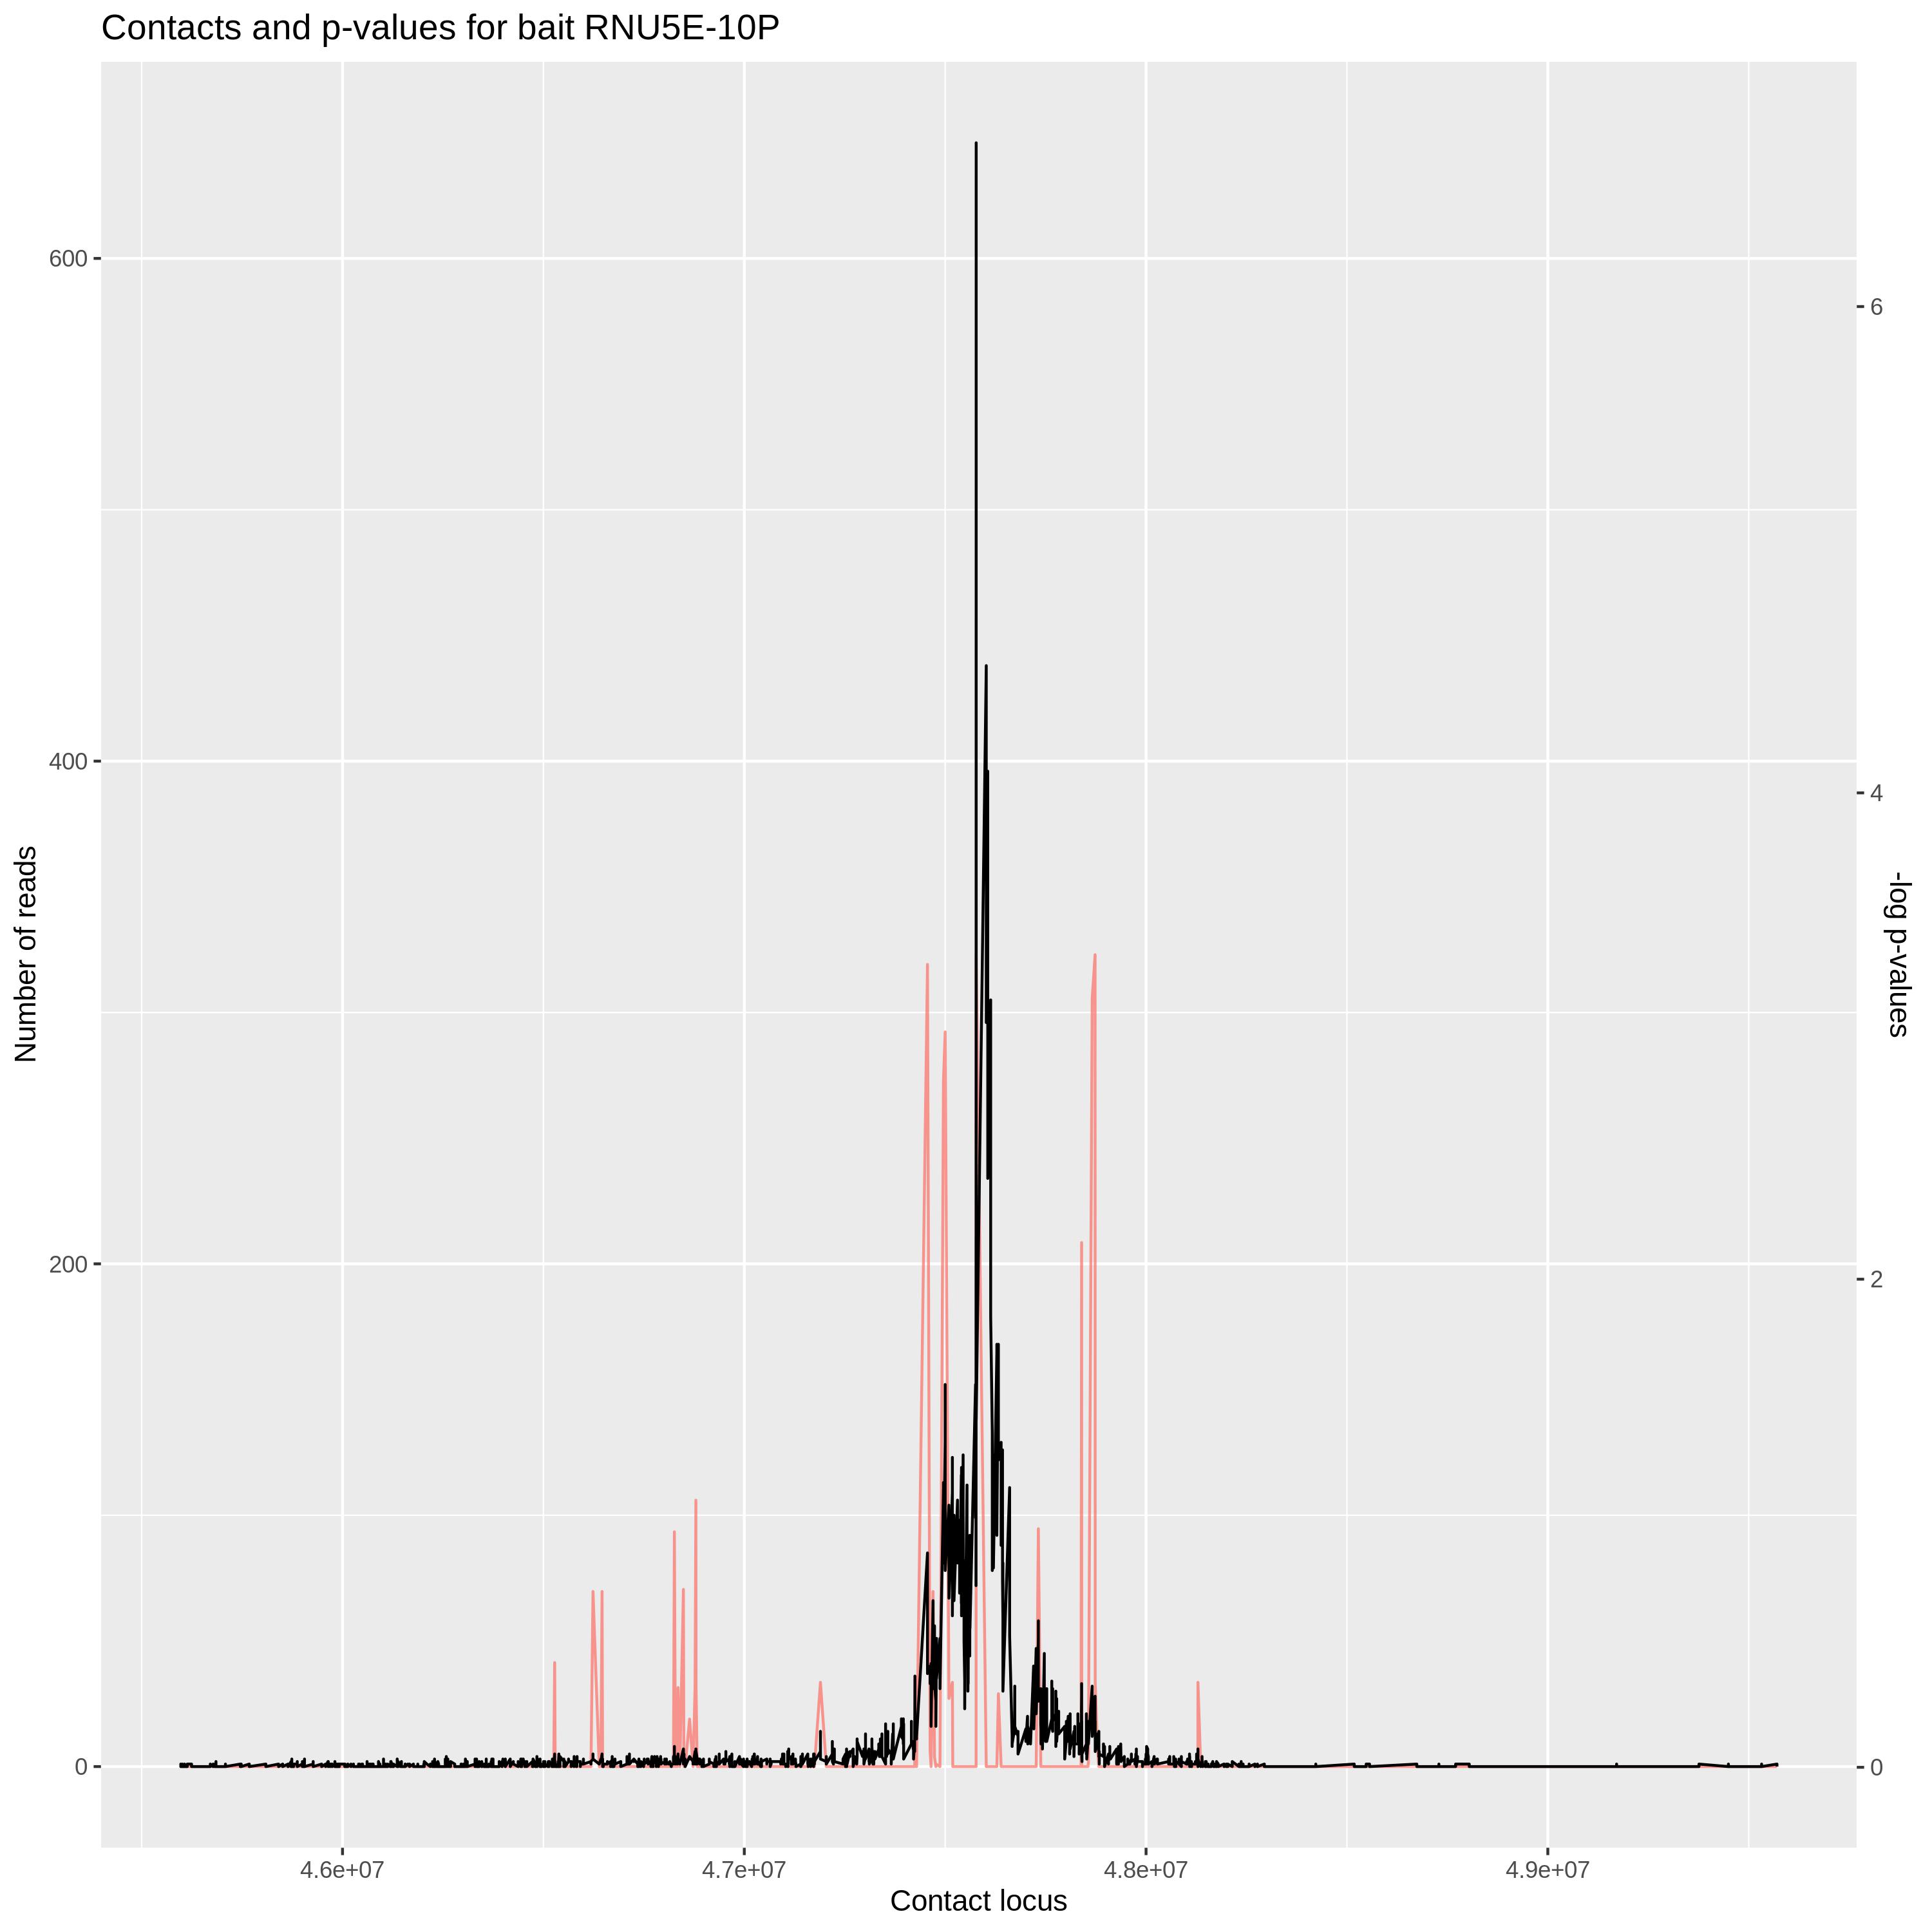 Contacts and p-values for bait RNU5E-10P
600
400
200
0
Number of reads
6
4
2
0
-log p-values
4.6e+07 4.7e+07 4.8e+07 4.9e+07
Contact locus